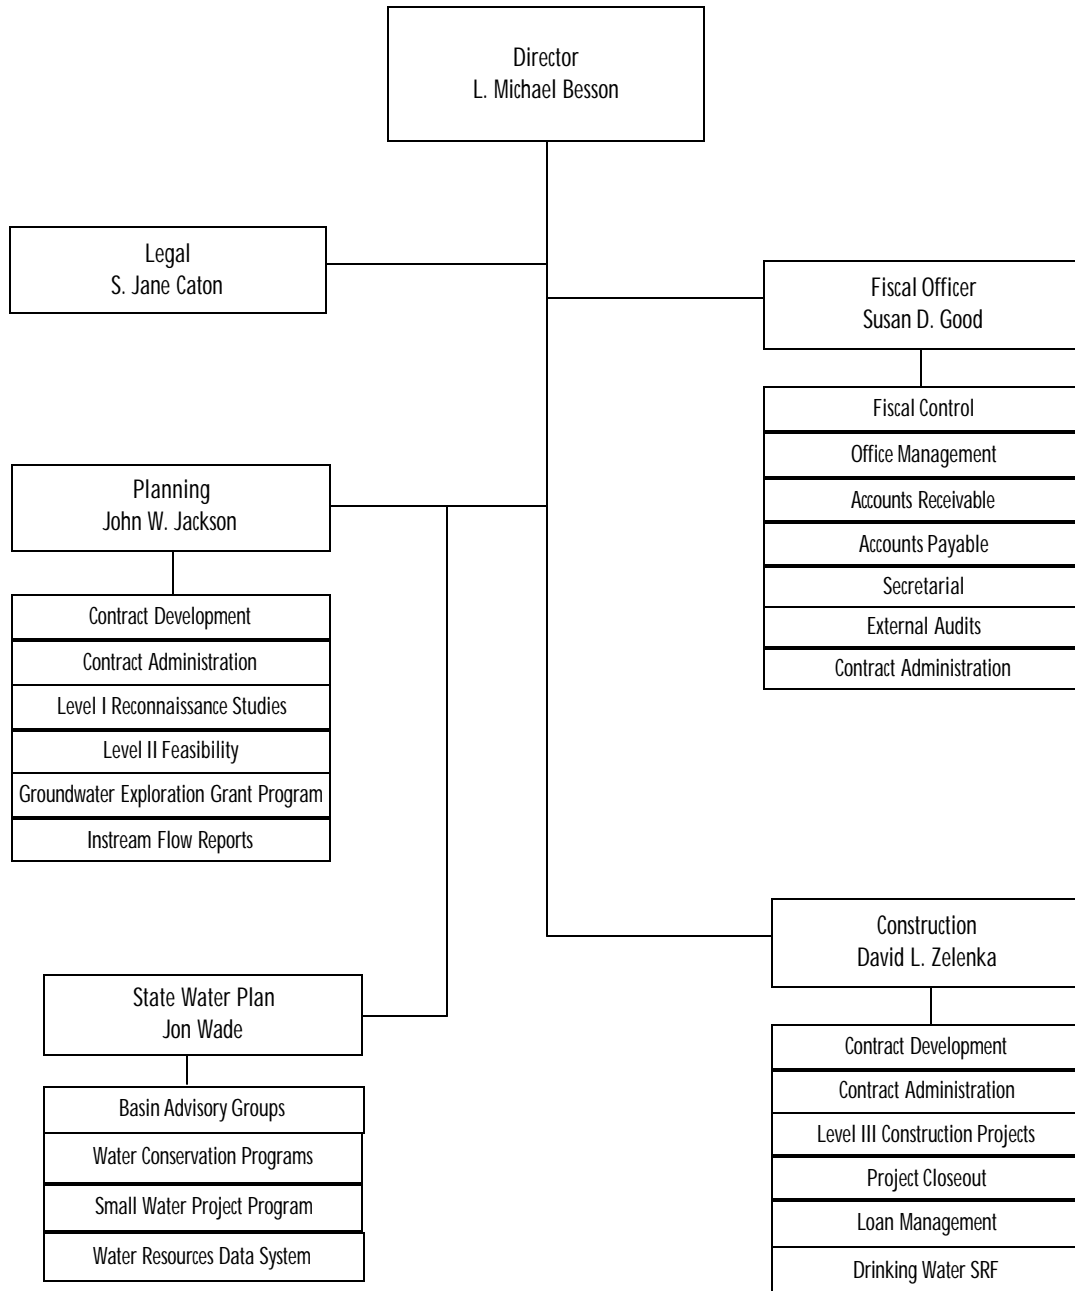 Director
L. Michael Besson
Legal
S. Jane Caton
Fiscal Officer
Susan D. Good
Fiscal Control
Office Management
Accounts Receivable
Accounts Payable
Secretarial
External Audits
Contract Administration
Planning
John W. Jackson
Contract Development
Contract Administration
Level I Reconnaissance Studies
Level II Feasibility
Groundwater Exploration Grant Program
Instream Flow Reports
State Water Plan
Jon Wade
Basin Advisory Groups
Water Conservation Programs
Small Water Project Program
Water Resources Data System
Construction
David L. Zelenka
Contract Development
Contract Administration
Level III Construction Projects
Project Closeout
Loan Management
Drinking Water SRF